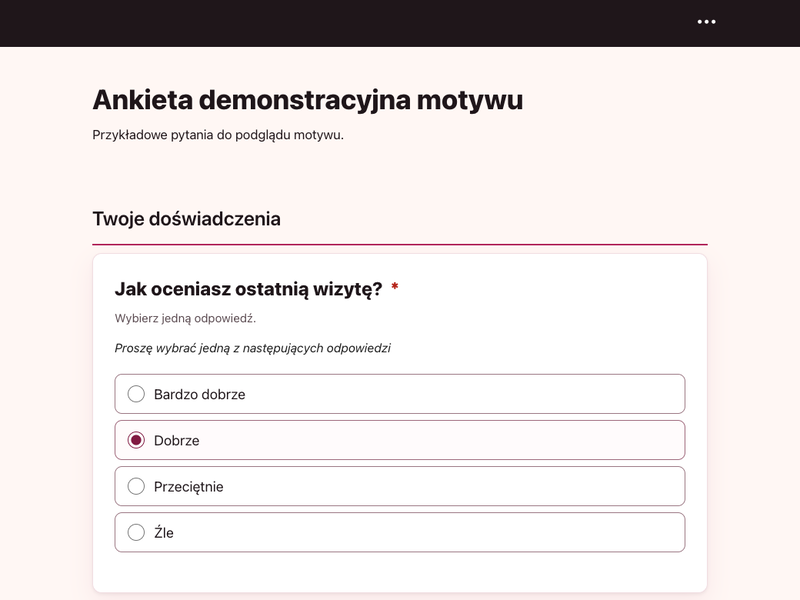 Ankieta demonstracyjna motywu
Przykładowe pytania do podglądu motywu.
Twoje doświadczenia
Jak oceniasz ostatnią wizytę? *
Wybierz jedną odpowiedź.
Proszę wybrać jedną z następujących odpowiedzi
Bardzo dobrze
Dobrze
Przeciętnie
Źle